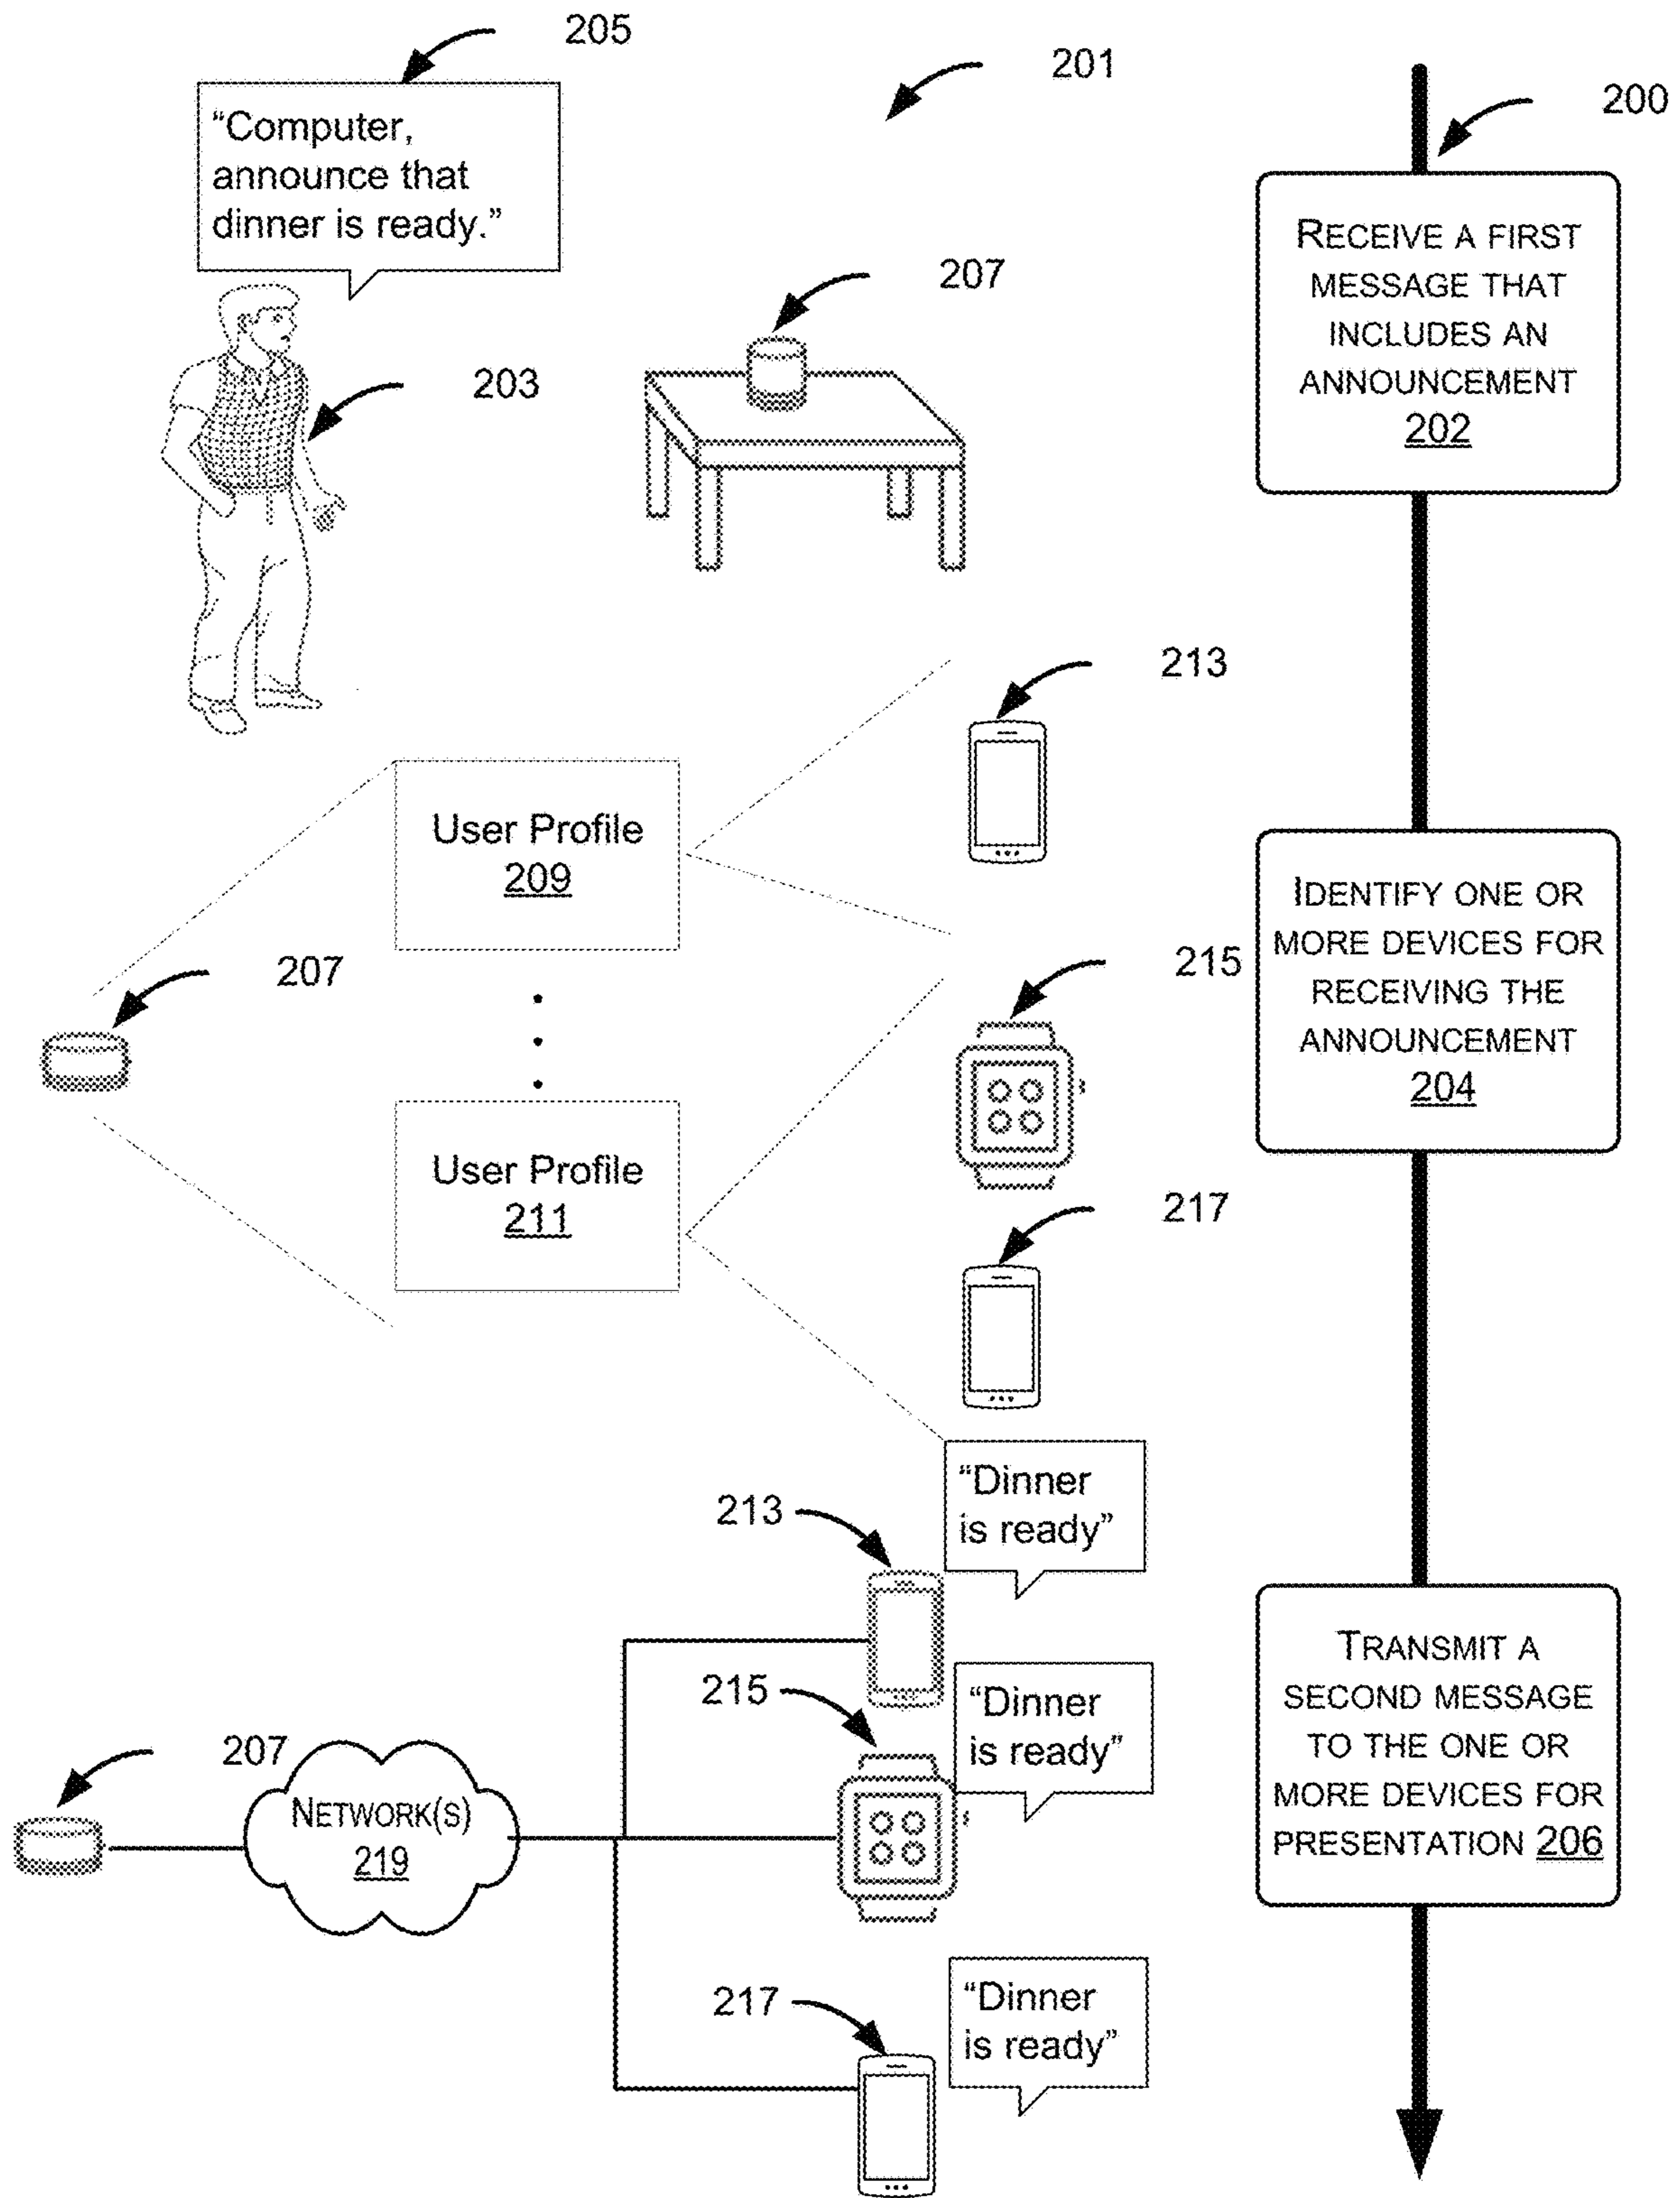 205
201
200
“Computer,
announce that
dinner is ready.”
207
203
RECEIVE A FIRST
MESSAGE THAT
INCLUDES AN
ANNOUNCEMENT
202
213
User Profile
209
215
207
User Profile
211
217
IDENTIFY ONE OR
MORE DEVICES FOR
RECEIVING THE
ANNOUNCEMENT
204
“Dinner
is ready”
213
215
“Dinner
is ready”
207
NETWORK(S)
219
217
“Dinner
is ready”
TRANSMIT A
SECOND MESSAGE
TO THE ONE OR
MORE DEVICES FOR
PRESENTATION 206